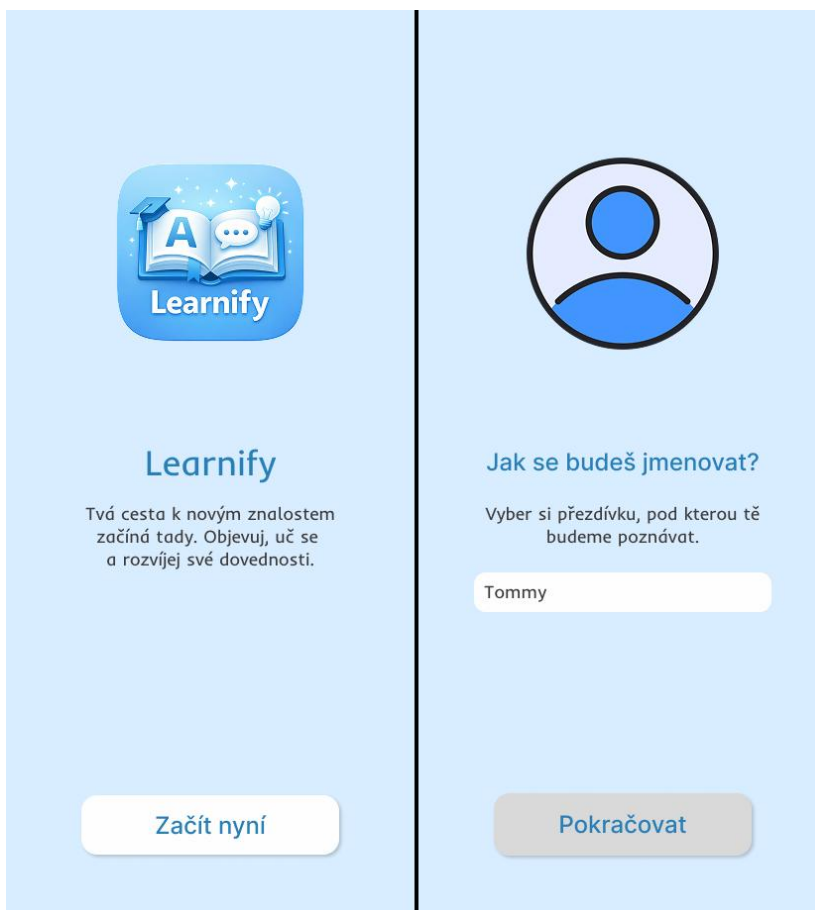 A
Learnify
Learnify
Tvá cesta k novým znalostem
začíná tady. Objevuj, uč se
a rozvíjej své dovednosti.
Začít nyní
Jak se budeš jmenovat?
Vyber si přezdívku, pod kterou tě
budeme poznávat.
Tommy
Pokračovat